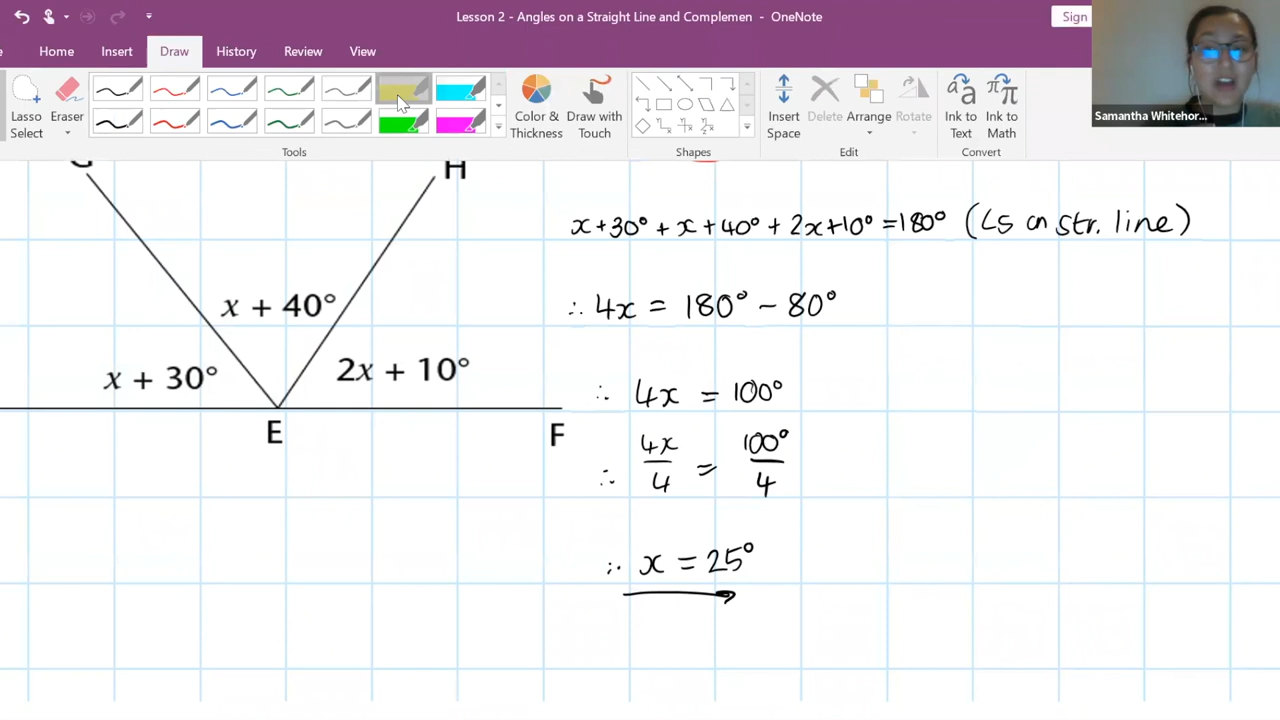 Lesson 2 - Angles on a Straight Line and Complemen - OneNote
Sign
Home Insert Draw History Review View
Lasso Select
Eraser
Color & Thickness
Draw with Touch
Insert Space
Delete
Arrange
Rotate
Ink to Text
Ink to Math
Tools
Shapes
Edit
Convert
Samantha Whitehor...
G
H
x + 40°
x + 30°
2x + 10°
E
F
x+30° + x+40° + 2x+10° =180° (∠s on str. line)
∴ 4x = 180° - 80°
∴ 4x = 100°
∴ 4x/4 = 100°/4
∴ x = 25°